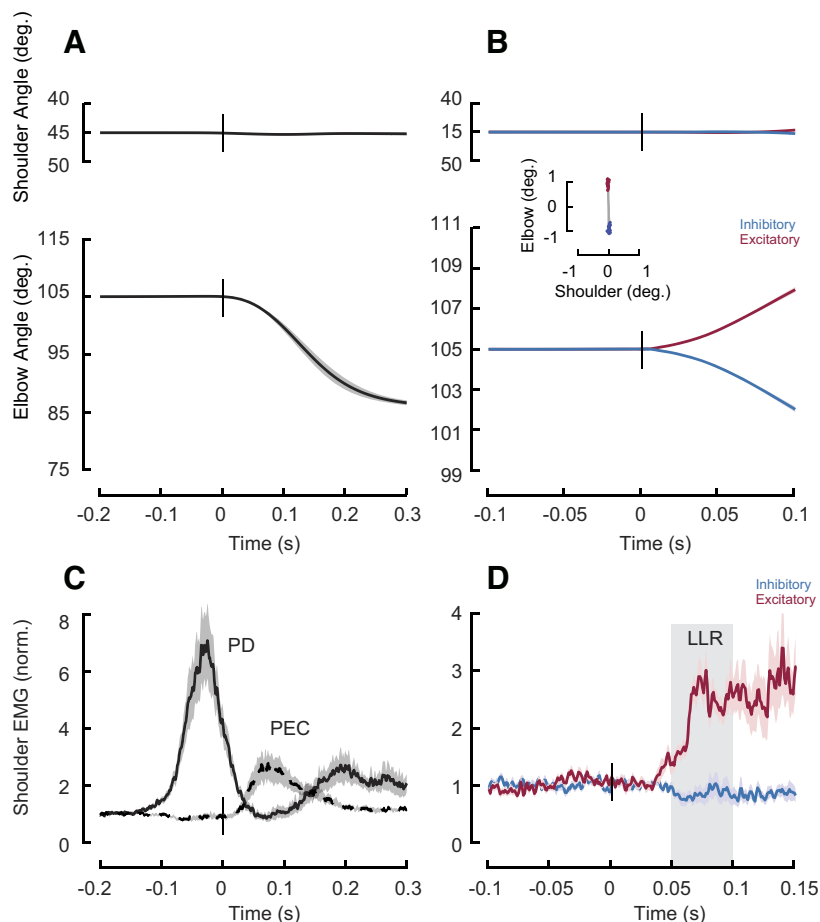 A
B
Shoulder Angle (deg.)
40
45
50
40
15
50
Elbow (deg.)
1
0
-1
-1 0 1
Shoulder (deg.)
Inhibitory
Excitatory
Elbow Angle (deg.)
115
105
95
85
75
111
109
107
105
103
101
99
-0.2 -0.1 0 0.1 0.2 0.3
Time (s)
-0.1 -0.05 0 0.05 0.1
Time (s)
C
D
Shoulder EMG (norm.)
8
6
4
2
0
PD
PEC
-0.2 -0.1 0 0.1 0.2 0.3
Time (s)
Inhibitory
Excitatory
4
3
2
1
0
LLR
-0.1 -0.05 0 0.05 0.1 0.15
Time (s)